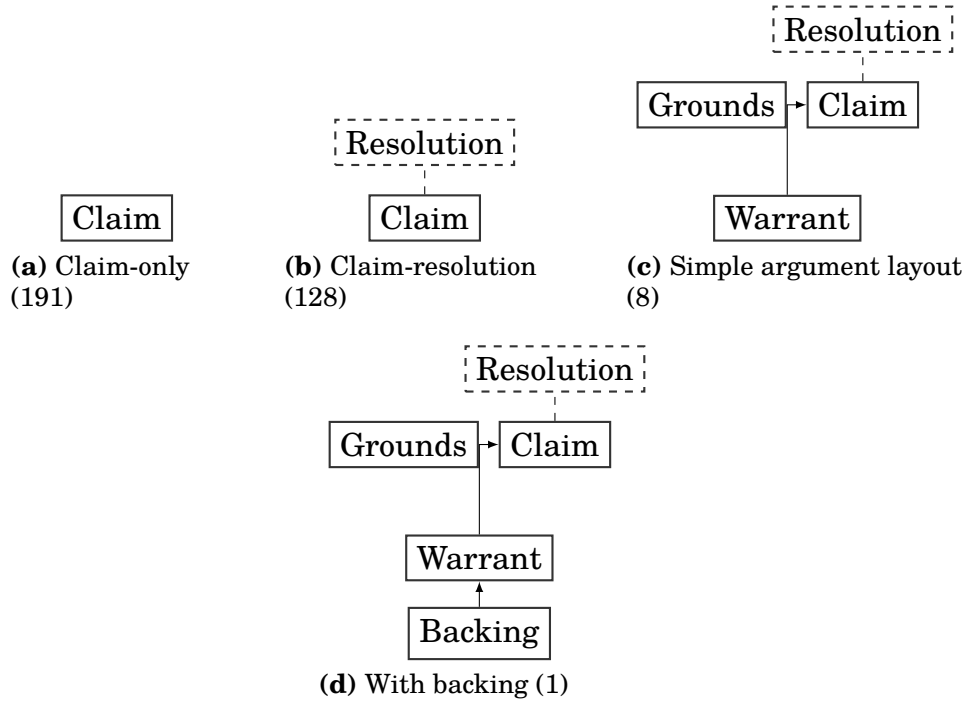 Claim
(a) Claim-only
(191)
Resolution
Claim
(b) Claim-resolution
(128)
Resolution
Grounds Claim
Warrant
(c) Simple argument layout
(8)
Resolution
Grounds Claim
Warrant
Backing
(d) With backing (1)